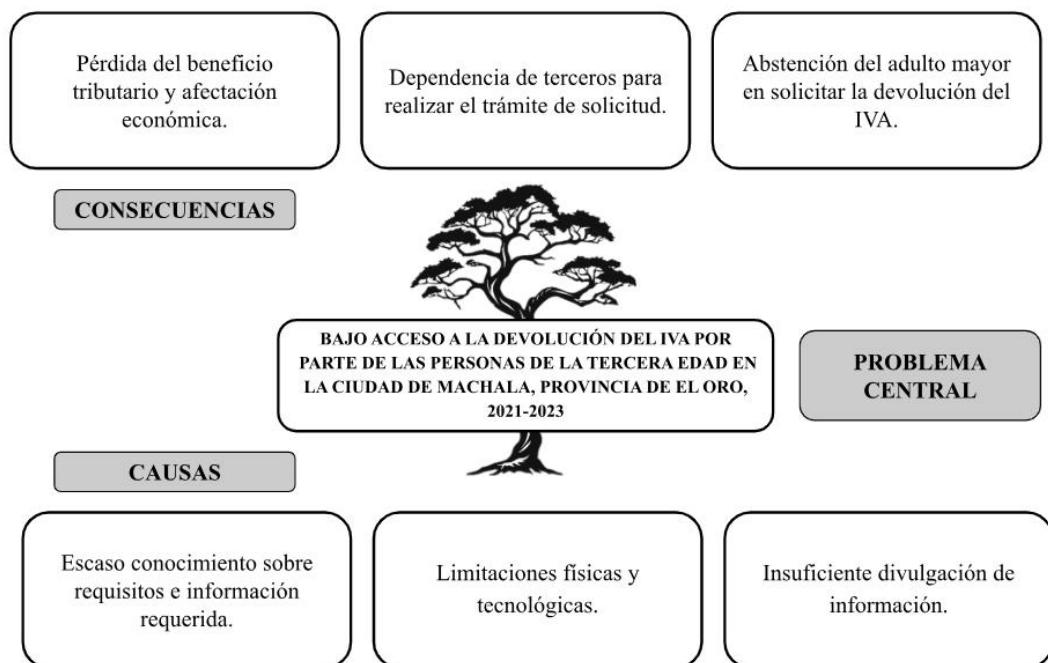 Pérdida del beneficio
tributario y afectación
económica.
Dependencia de terceros para
realizar el trámite de solicitud.
Abstención del adulto mayor
en solicitar la devolución del
IVA.
CONSECUENCIAS
BAJO ACCESO A LA DEVOLUCIÓN DEL IVA POR
PARTE DE LAS PERSONAS DE LA TERCERA EDAD EN
LA CIUDAD DE MACHALA, PROVINCIA DE EL ORO,
2021-2023
PROBLEMA
CENTRAL
CAUSAS
Escaso conocimiento sobre
requisitos e información
requerida.
Limitaciones físicas y
tecnológicas.
Insuficiente divulgación de
información.